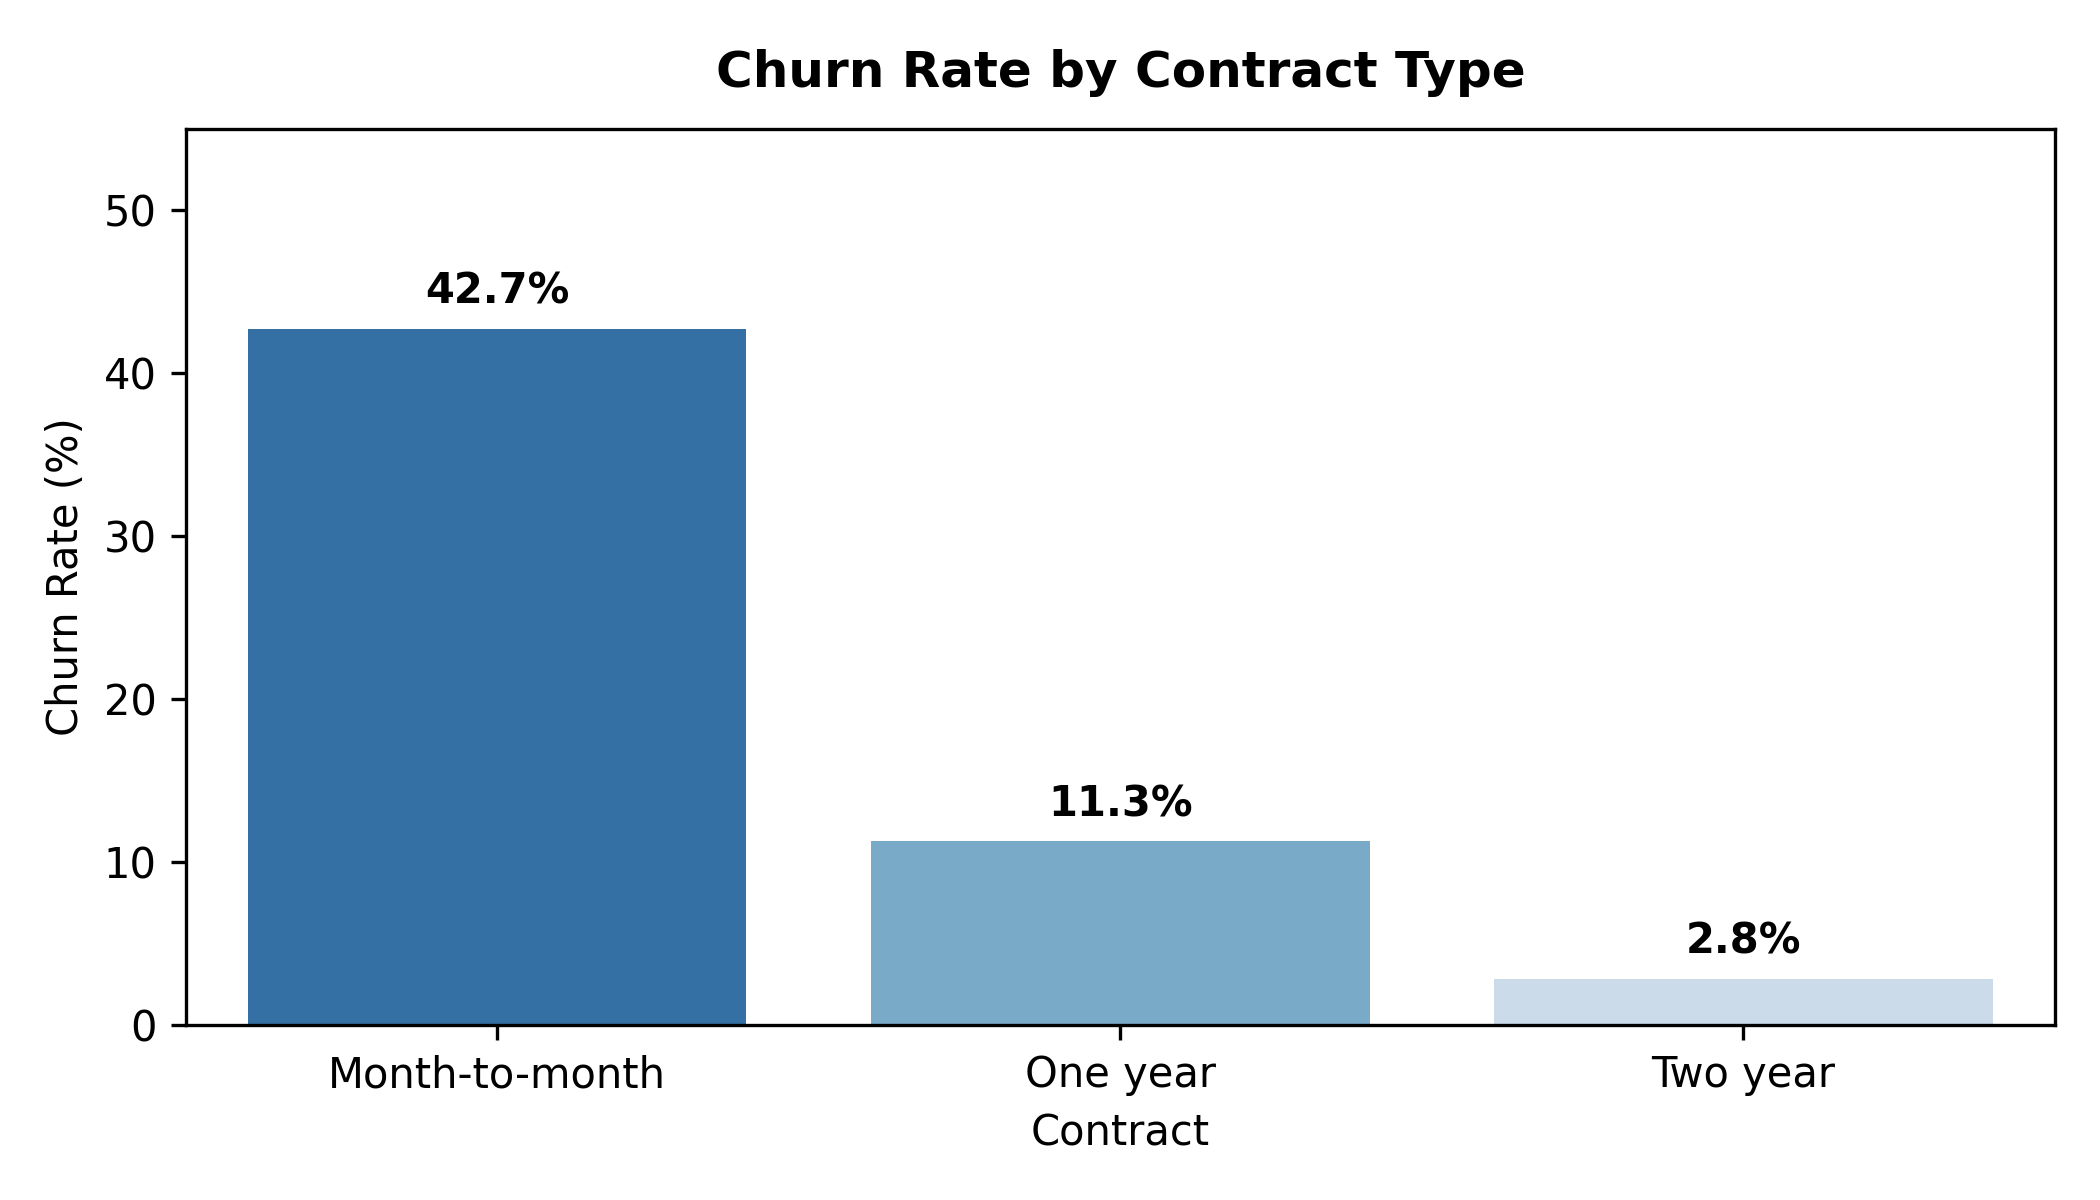 Churn Rate by Contract Type
Churn Rate (%)
50
40
30
20
10
0
42.7%
11.3%
2.8%
Month-to-month
One year
Two year
Contract